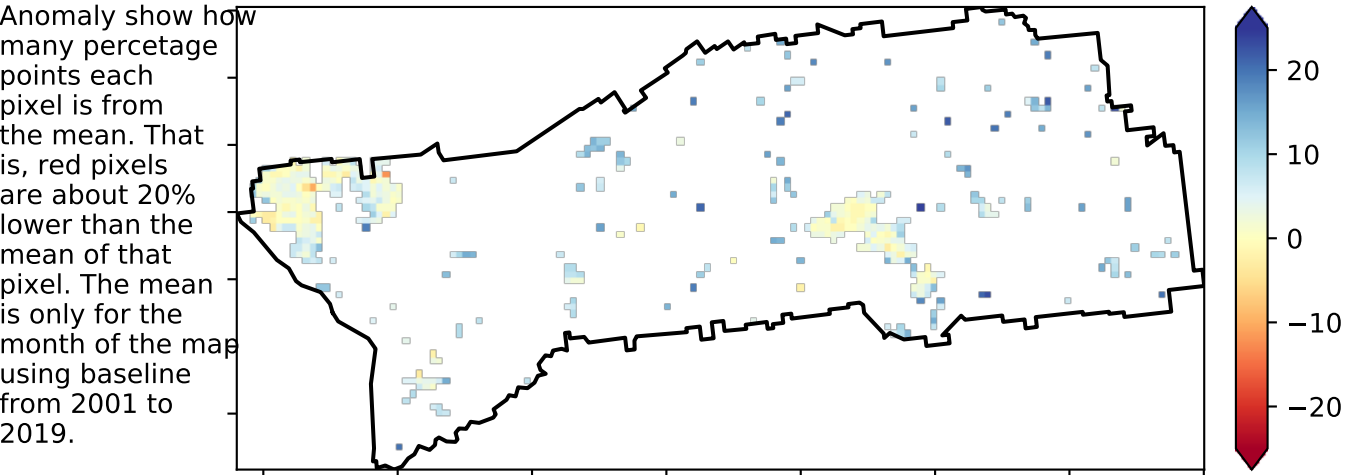 Anomaly show how
many percetage
points each
pixel is from
the mean. That
is, red pixels
are about 20%
lower than the
mean of that
pixel. The mean
is only for the
month of the map
using baseline
from 2001 to
2019.
20
10
0
−10
−20